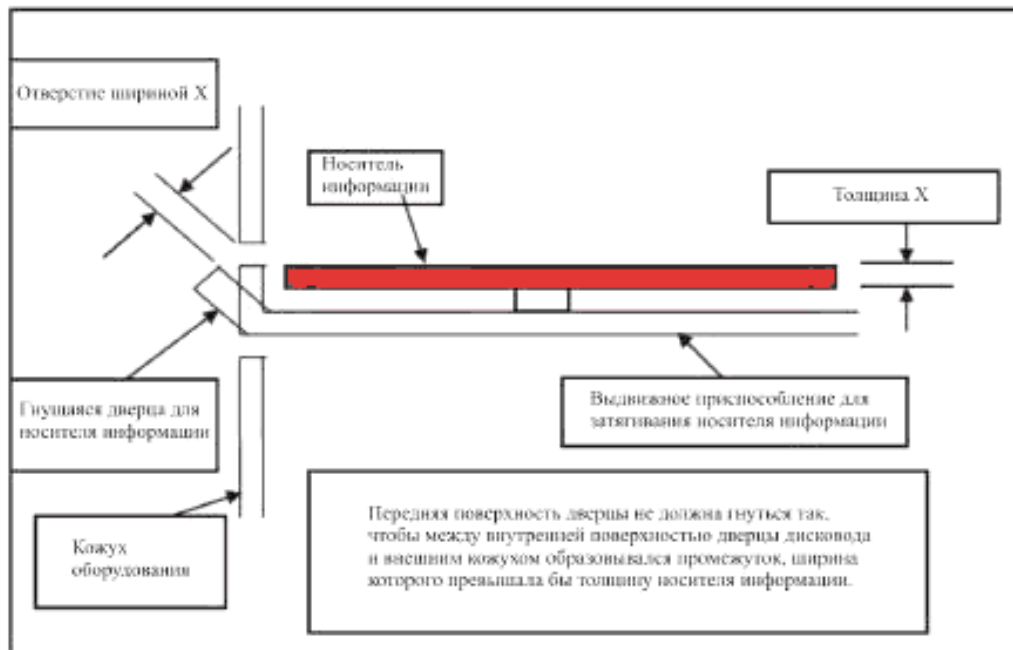 Отверстие шириной X
Носитель
информации
Толщина X
Гнущаяся дверца для
носителя информации
Выдвижное приспособление для
затягивания носителя информации
Кожух
оборудования
Передняя поверхность дверцы не должна гнуться так,
чтобы между внутренней поверхностью дверцы дисковода
и внешним кожухом образовывался промежуток, ширина
которого превышала бы толщину носителя информации.